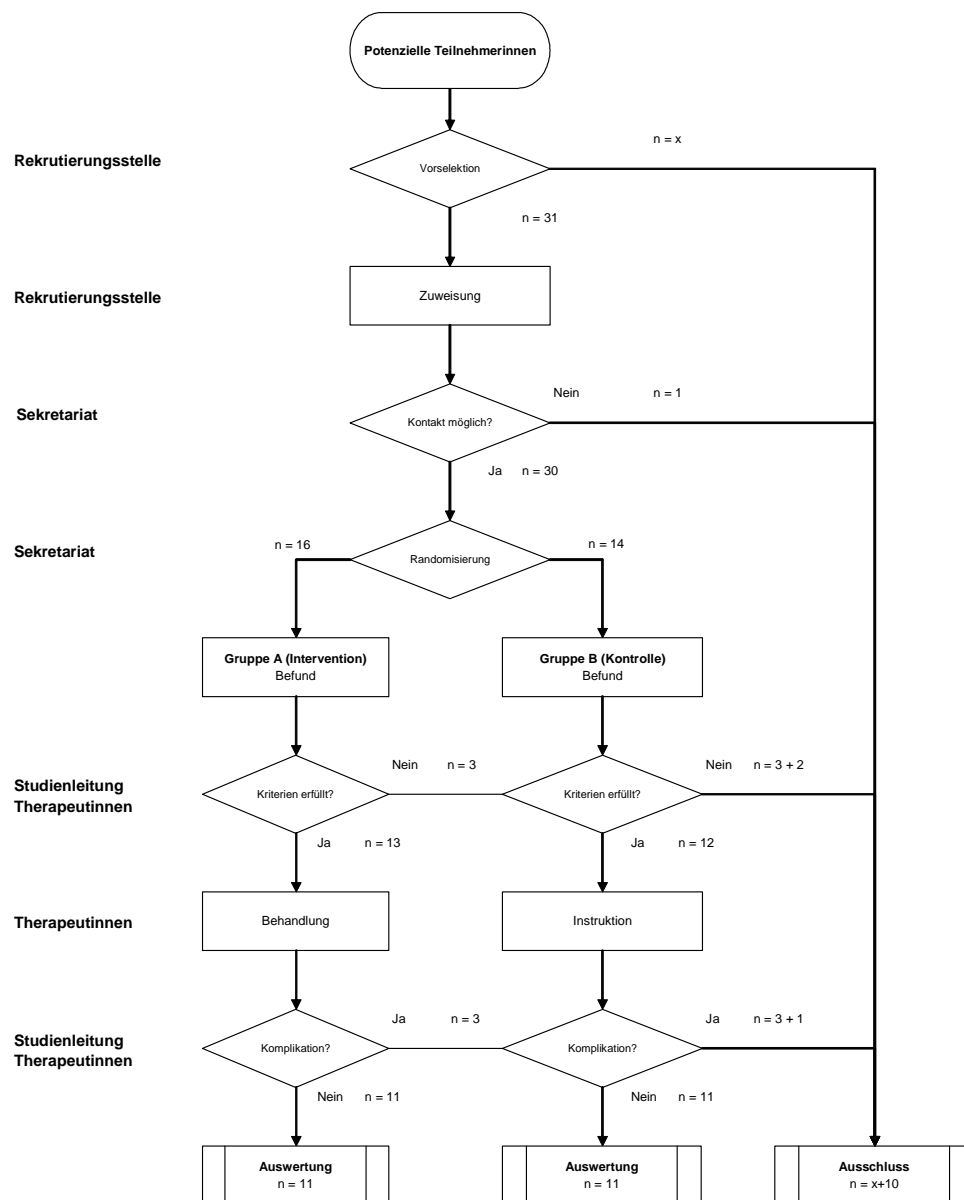 Potenzielle Teilnehmerinnen
n = x
Rekrutierungsstelle
Vorselektion
n = 31
Rekrutierungsstelle
Zuweisung
Nein n = 1
Sekretariat
Kontakt möglich?
Ja n = 30
n = 16
n = 14
Sekretariat
Randomisierung
Gruppe A (Intervention)
Befund
Gruppe B (Kontrolle)
Befund
Nein n = 3
Nein n = 3 + 2
Studienleitung
Therapeutinnen
Kriterien erfüllt?
Kriterien erfüllt?
Ja n = 13
Ja n = 12
Therapeutinnen
Behandlung
Instruktion
Ja n = 3
Ja n = 3 + 1
Studienleitung
Therapeutinnen
Komplikation?
Komplikation?
Nein n = 11
Nein n = 11
Auswertung
n = 11
Auswertung
n = 11
Ausschluss
n = x+10